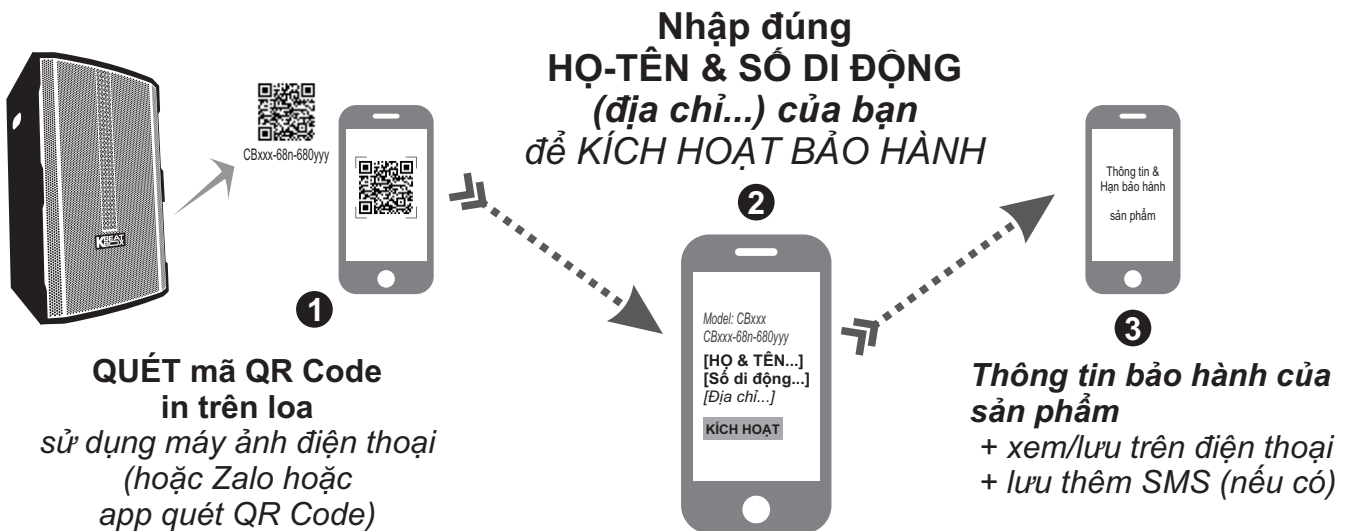 CBxxx-68n-680yyy
KBEAT
BOX
1
QUÉT mã QR Code
in trên loa
sử dụng máy ảnh điện thoại
(hoặc Zalo hoặc
app quét QR Code)
Nhập đúng
HỌ-TÊN & SỐ DI ĐỘNG
(địa chỉ...) của bạn
để KÍCH HOẠT BẢO HÀNH
2
Model: CBxxx
CBxxx-68n-680yyy
[HỌ & TÊN...]
[Số di động...]
[Địa chỉ...]
KÍCH HOẠT
Thông tin &
Hạn bảo hành
sản phẩm
3
Thông tin bảo hành của
sản phẩm
+ xem/lưu trên điện thoại
+ lưu thêm SMS (nếu có)